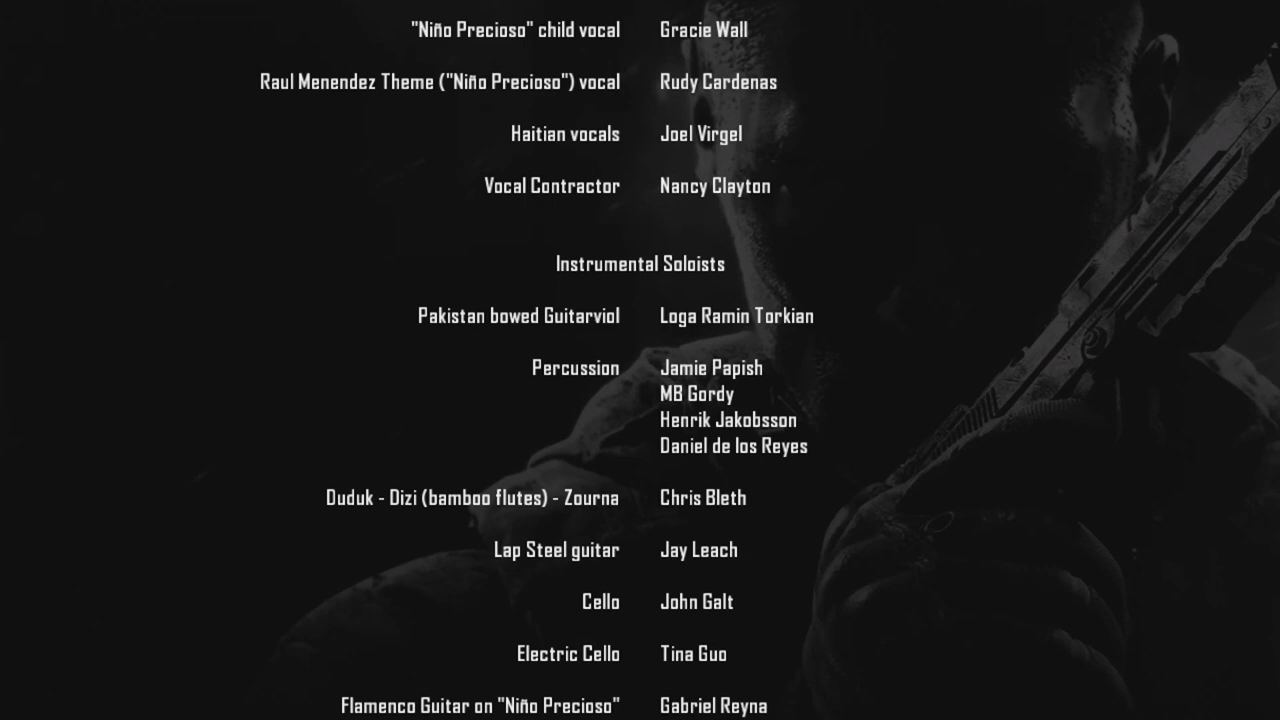 "Niño Precioso" child vocal Gracie Wall
Raul Menendez Theme ("Niño Precioso") vocal Rudy Cardenas
Haitian vocals Joel Virgel
Vocal Contractor Nancy Clayton
Instrumental Soloists
Pakistan bowed Guitarviol Loga Ramin Torkian
Percussion Jamie Papish
MB Gordy
Henrik Jakobsson
Daniel de los Reyes
Duduk - Dizi (bamboo flutes) - Zourna Chris Bleth
Lap Steel guitar Jay Leach
Cello John Galt
Electric Cello Tina Guo
Flamenco Guitar on "Niño Precioso" Gabriel Reyna